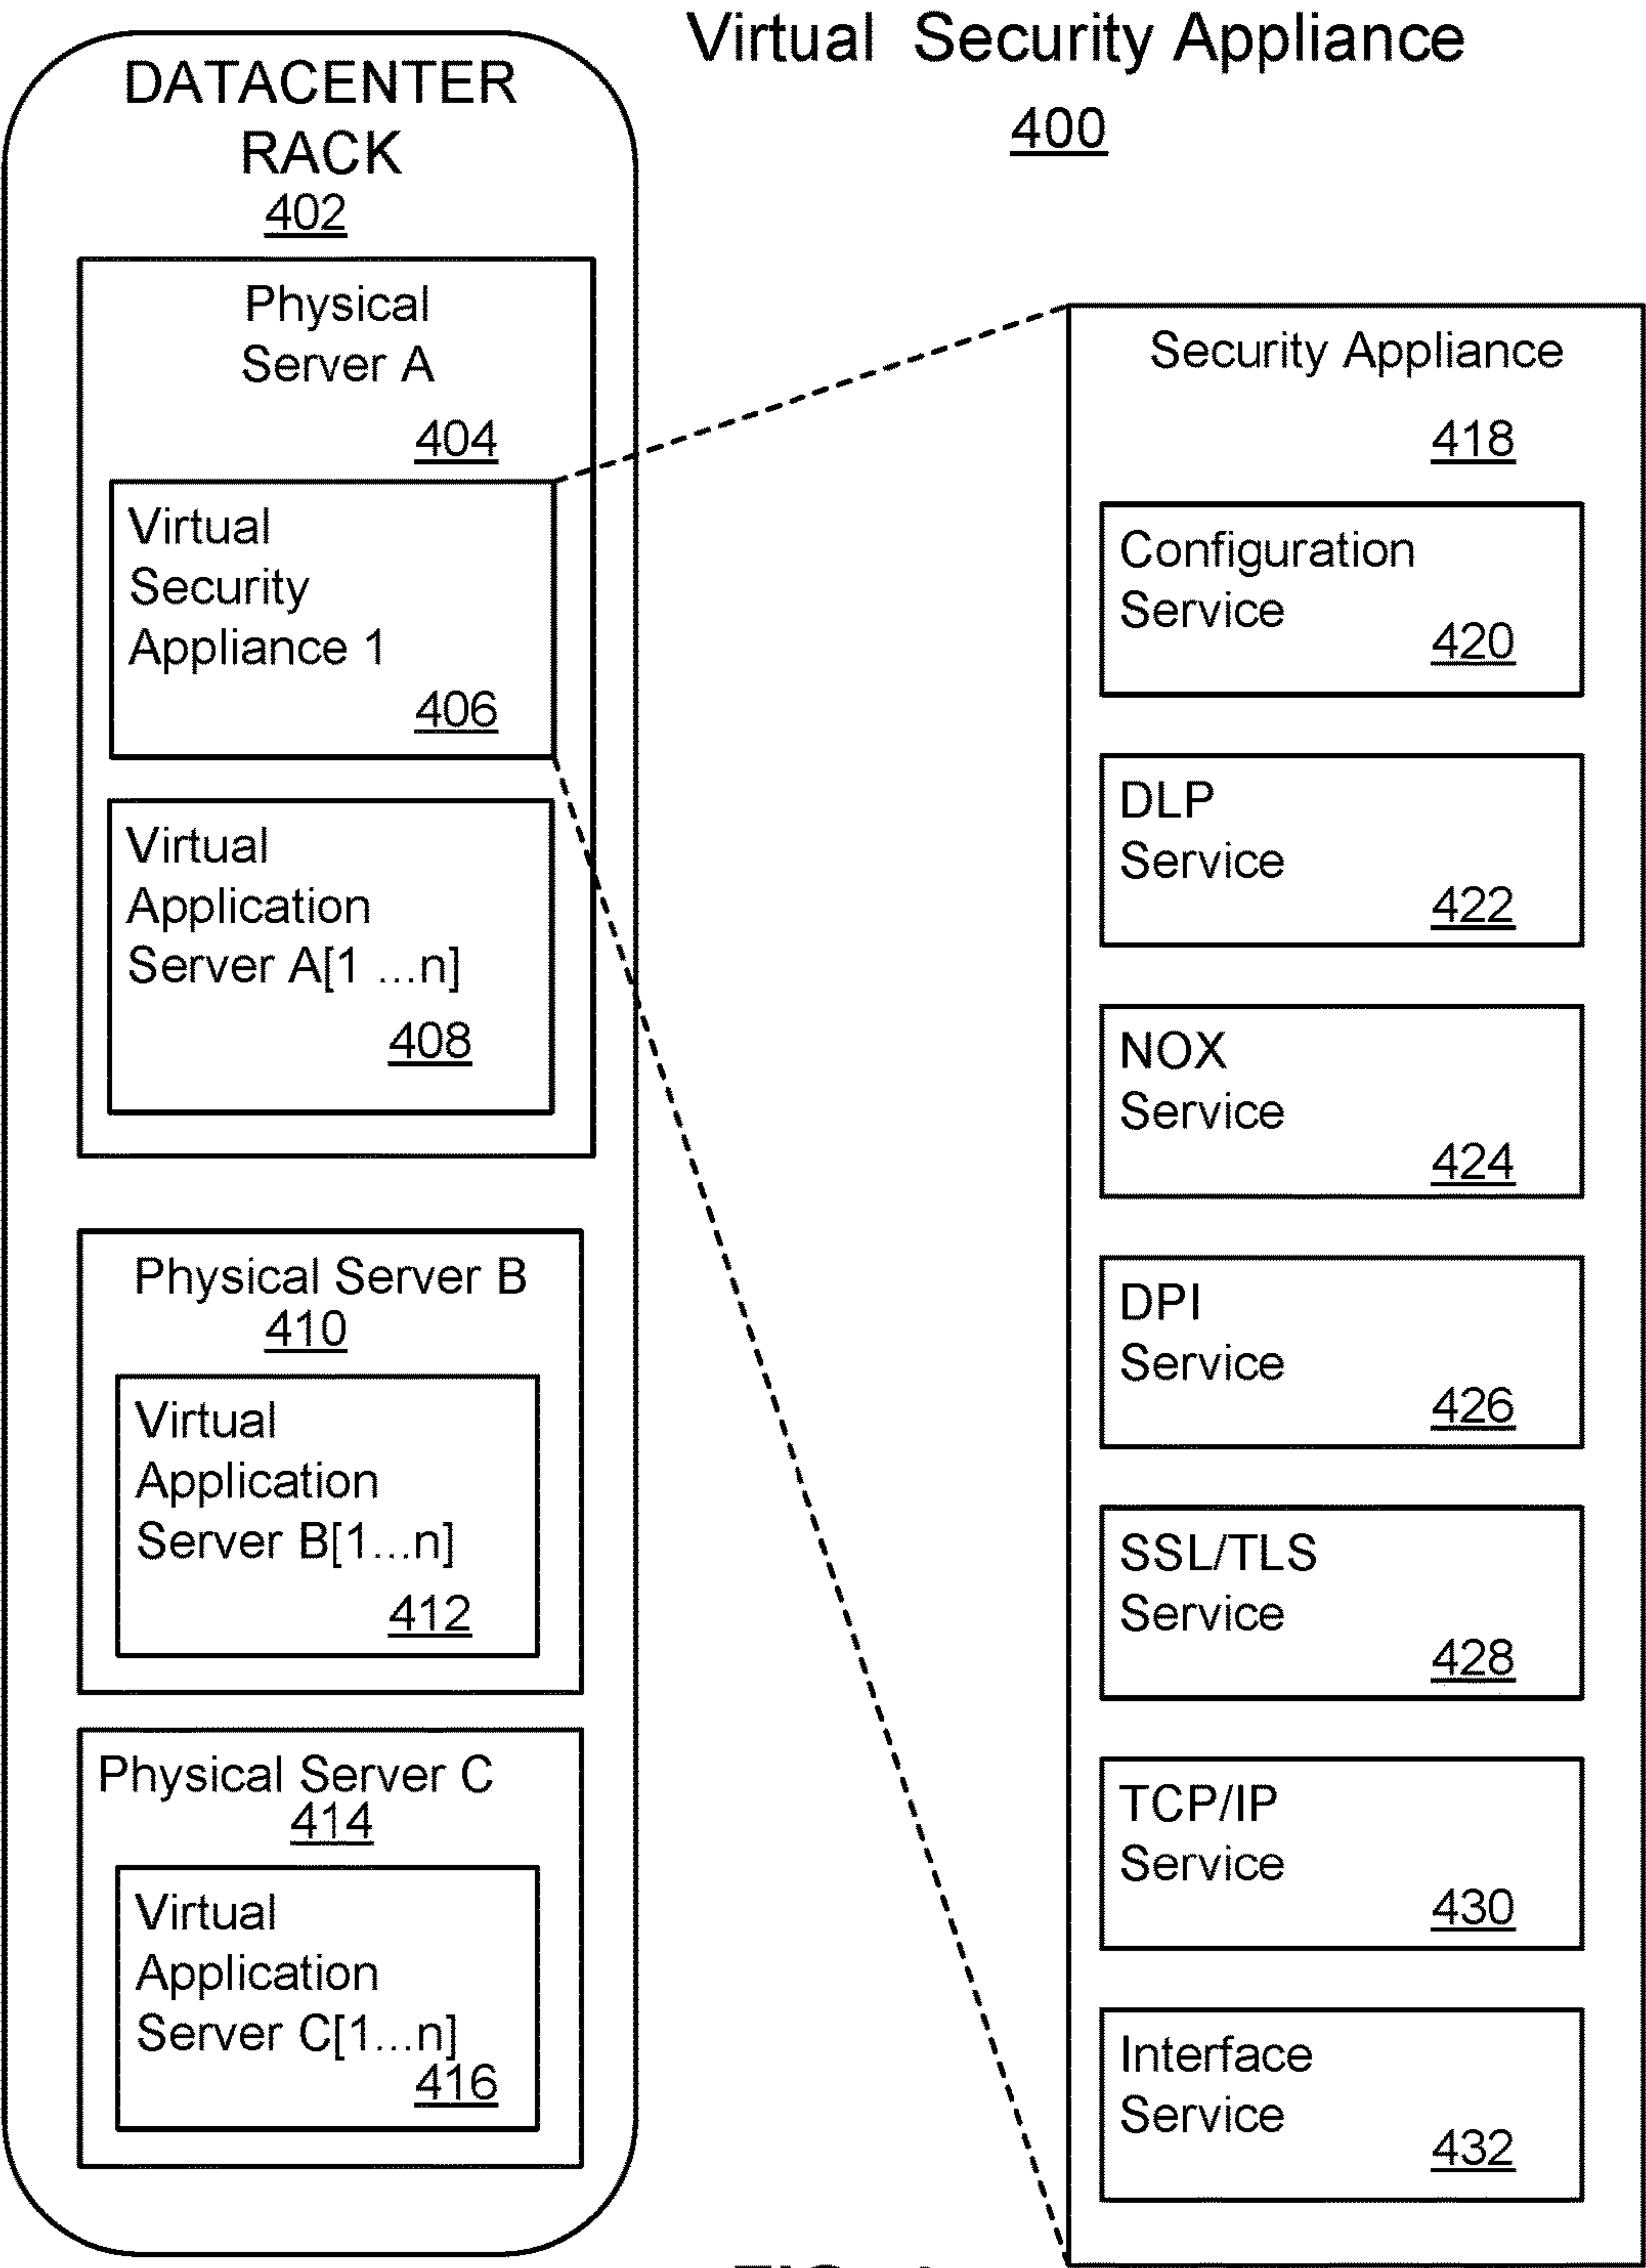 Virtual Security Appliance
400
DATACENTER
RACK
402
Physical
Server A
404
Virtual
Security
Appliance 1
406
Virtual
Application
Server A[1 ...n]
408
Physical Server B
410
Virtual
Application
Server B[1...n]
412
Physical Server C
414
Virtual
Application
Server C[1...n]
416
Security Appliance
418
Configuration
Service
420
DLP
Service
422
NOX
Service
424
DPI
Service
426
SSL/TLS
Service
428
TCP/IP
Service
430
Interface
Service
432